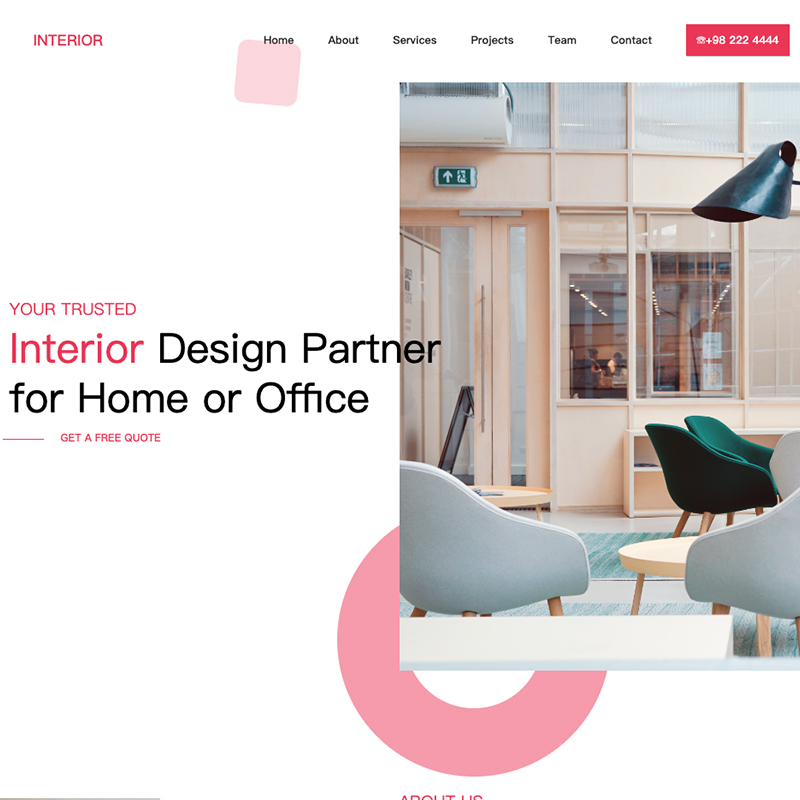 INTERIOR
Home About Services Projects Team Contact ☏+98 222 4444
YOUR TRUSTED
Interior Design Partner
for Home or Office
GET A FREE QUOTE
ABOUT US